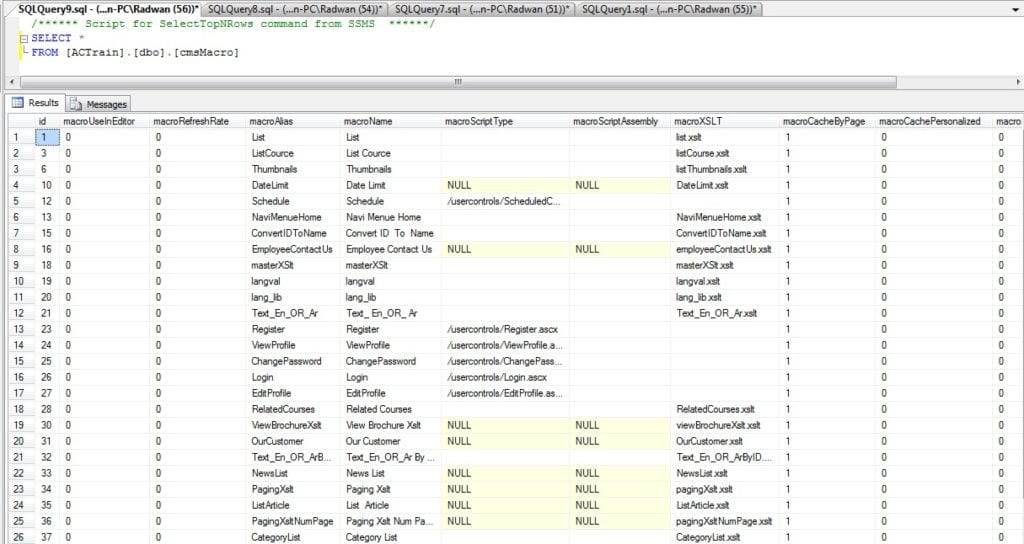 SQLQuery9.sql - (...n-PC\Radwan (56))* SQLQuery8.sql - (...n-PC\Radwan (54))* SQLQuery7.sql - (...n-PC\Radwan (51))* SQLQuery1.sql - (...n-PC\Radwan (55))*
/****** Script for SelectTopNRows command from SSMS ******/
SELECT *
FROM [ACTrain].[dbo].[cmsMacro]
Results Messages
id macroUseInEditor macroRefreshRate macroAlias macroName macroScriptType macroScriptAssembly macroXSLT macroCacheByPage macroCachePersonalized macro
1 1 0 0 List List list.xslt 1 0 0
2 3 0 0 ListCource List Cource listCourse.xslt 1 0 0
3 6 0 0 Thumbnails Thumbnails listThumbnails.xslt 1 0 0
4 10 0 0 DateLimit Date Limit NULL NULL DateLimit.xslt 1 0 0
5 12 0 0 Schedule Schedule /usercontrols/ScheduledC... 1 0 0
6 13 0 0 NaviMenueHome Navi Menue Home NaviMenueHome.xslt 1 0 0
7 15 0 0 ConvertIDToName Convert ID To Name ConvertIDToName.xslt 1 0 0
8 16 0 0 EmployeeContactUs Employee Contact Us NULL NULL employeeContactUs.xslt 1 0 0
9 18 0 0 masterXSlt masterXSlt masterXSlt.xslt 1 0 0
10 19 0 0 langval langval langval.xslt 1 0 0
11 20 0 0 lang_lib lang_lib lang_lib.xslt 1 0 0
12 21 0 0 Text_En_OR_Ar Text_ En_OR_ Ar Text_En_OR_Ar.xslt 1 0 0
13 23 0 0 Register Register /usercontrols/Register.ascx 1 0 0
14 24 0 0 ViewProfile ViewProfile /usercontrols/ViewProfile.a... 1 0 0
15 25 0 0 ChangePassword ChangePassword /usercontrols/ChangePass... 1 0 0
16 26 0 0 Login Login /usercontrols/Login.ascx 1 0 0
17 27 0 0 EditProfile EditProfile /usercontrols/EditProfile.as... 1 0 0
18 28 0 0 RelatedCourses Related Courses RelatedCourses.xslt 1 0 0
19 30 0 0 ViewBrochureXslt View Brochure Xslt NULL NULL viewBrochureXslt.xslt 1 0 0
20 31 0 0 OurCustomer Our Customer NULL NULL OurCustomer.xslt 1 0 0
21 32 0 0 Text_En_OR_ArB... Text_En_OR_Ar By ... Text_En_OR_ArByID.... 1 0 0
22 33 0 0 NewsList News List NULL NULL NewsList.xslt 1 0 0
23 34 0 0 PagingXslt Paging Xslt NULL NULL pagingXslt.xslt 1 0 0
24 35 0 0 ListArticle List Article NULL NULL ListArticle.xslt 1 0 0
25 36 0 0 PagingXsltNumPage Paging Xslt Num Pa... NULL NULL pagingXsltNumPage.xslt 1 0 0
26 37 0 0 CategoryList Category List CategoryList.xslt 1 0 0